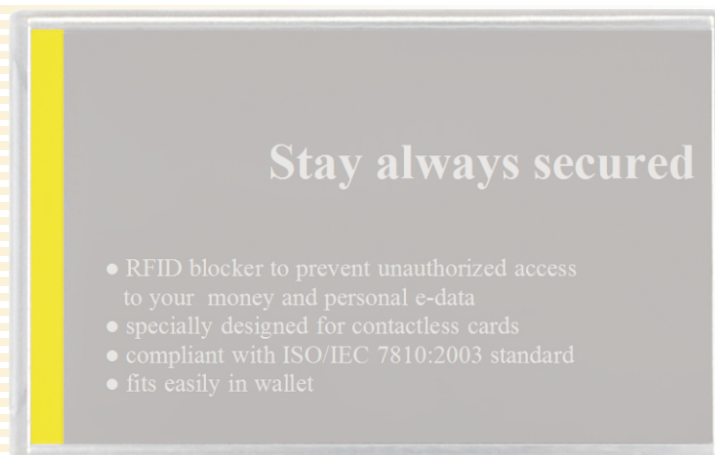 Stay always secured
● RFID blocker to prevent unauthorized access
to your  money and personal e-data
● specially designed for contactless cards
● compliant with ISO/IEC 7810:2003 standard
● fits easily in wallet